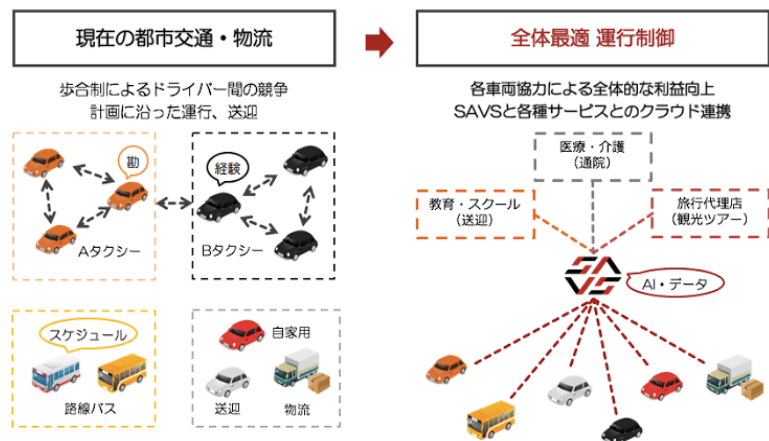 現在の都市交通・物流
歩合制によるドライバー間の競争
計画に沿った運行、送迎
勘
経験
Aタクシー
Bタクシー
スケジュール
路線バス
自家用
送迎
物流
全体最適 運行制御
各車両協力による全体的な利益向上
SAVSと各種サービスとのクラウド連携
医療・介護
（通院）
教育・スクール
（送迎）
旅行代理店
（観光ツアー）
SAVS
AI・データ